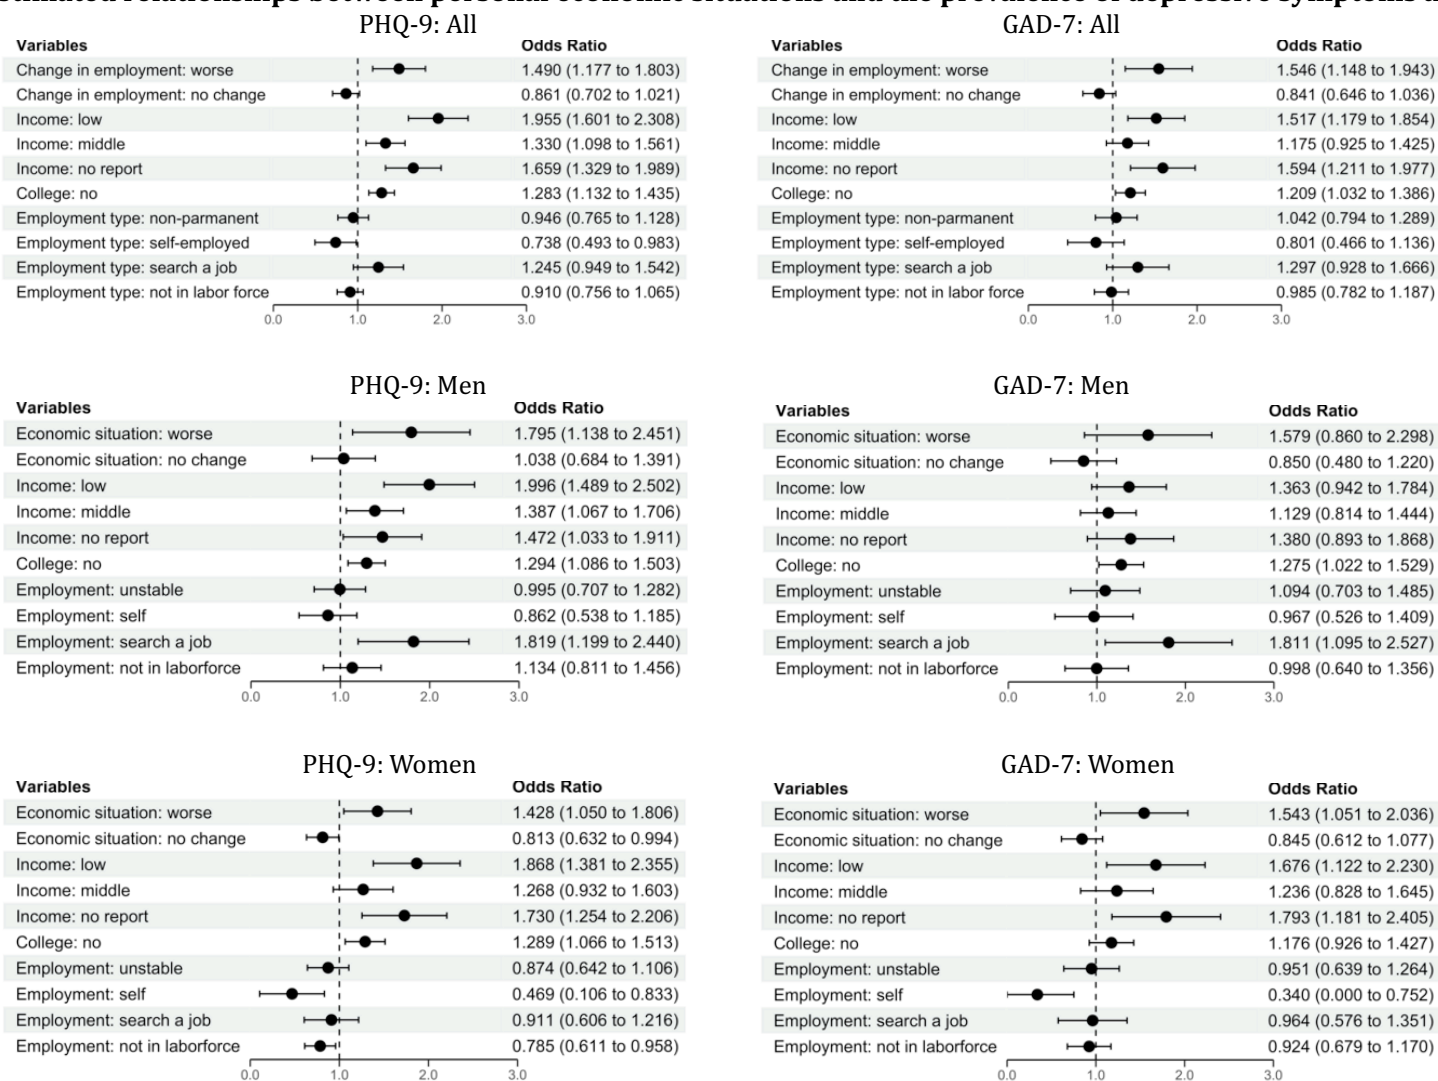 PHQ-9: All
Variables Odds Ratio
Change in employment: worse 1.490 (1.177 to 1.803)
Change in employment: no change 0.861 (0.702 to 1.021)
Income: low 1.955 (1.601 to 2.308)
Income: middle 1.330 (1.098 to 1.561)
Income: no report 1.659 (1.329 to 1.989)
College: no 1.283 (1.132 to 1.435)
Employment type: non-parmanent 0.946 (0.765 to 1.128)
Employment type: self-employed 0.738 (0.493 to 0.983)
Employment type: search a job 1.245 (0.949 to 1.542)
Employment type: not in labor force 0.910 (0.756 to 1.065)
0.0 1.0 2.0 3.0
GAD-7: All
Variables Odds Ratio
Change in employment: worse 1.546 (1.148 to 1.943)
Change in employment: no change 0.841 (0.646 to 1.036)
Income: low 1.517 (1.179 to 1.854)
Income: middle 1.175 (0.925 to 1.425)
Income: no report 1.594 (1.211 to 1.977)
College: no 1.209 (1.032 to 1.386)
Employment type: non-parmanent 1.042 (0.794 to 1.289)
Employment type: self-employed 0.801 (0.466 to 1.136)
Employment type: search a job 1.297 (0.928 to 1.666)
Employment type: not in labor force 0.985 (0.782 to 1.187)
0.0 1.0 2.0 3.0
PHQ-9: Men
Variables Odds Ratio
Economic situation: worse 1.795 (1.138 to 2.451)
Economic situation: no change 1.038 (0.684 to 1.391)
Income: low 1.996 (1.489 to 2.502)
Income: middle 1.387 (1.067 to 1.706)
Income: no report 1.472 (1.033 to 1.911)
College: no 1.294 (1.086 to 1.503)
Employment: unstable 0.995 (0.707 to 1.282)
Employment: self 0.862 (0.538 to 1.185)
Employment: search a job 1.819 (1.199 to 2.440)
Employment: not in laborforce 1.134 (0.811 to 1.456)
0.0 1.0 2.0 3.0
GAD-7: Men
Variables Odds Ratio
Economic situation: worse 1.579 (0.860 to 2.298)
Economic situation: no change 0.850 (0.480 to 1.220)
Income: low 1.363 (0.942 to 1.784)
Income: middle 1.129 (0.814 to 1.444)
Income: no report 1.380 (0.893 to 1.868)
College: no 1.275 (1.022 to 1.529)
Employment: unstable 1.094 (0.703 to 1.485)
Employment: self 0.967 (0.526 to 1.409)
Employment: search a job 1.811 (1.095 to 2.527)
Employment: not in laborforce 0.998 (0.640 to 1.356)
0.0 1.0 2.0 3.0
PHQ-9: Women
Variables Odds Ratio
Economic situation: worse 1.428 (1.050 to 1.806)
Economic situation: no change 0.813 (0.632 to 0.994)
Income: low 1.868 (1.381 to 2.355)
Income: middle 1.268 (0.932 to 1.603)
Income: no report 1.730 (1.254 to 2.206)
College: no 1.289 (1.066 to 1.513)
Employment: unstable 0.874 (0.642 to 1.106)
Employment: self 0.469 (0.106 to 0.833)
Employment: search a job 0.911 (0.606 to 1.216)
Employment: not in laborforce 0.785 (0.611 to 0.958)
0.0 1.0 2.0 3.0
GAD-7: Women
Variables Odds Ratio
Economic situation: worse 1.543 (1.051 to 2.036)
Economic situation: no change 0.845 (0.612 to 1.077)
Income: low 1.676 (1.122 to 2.230)
Income: middle 1.236 (0.828 to 1.645)
Income: no report 1.793 (1.181 to 2.405)
College: no 1.176 (0.926 to 1.427)
Employment: unstable 0.951 (0.639 to 1.264)
Employment: self 0.340 (0.000 to 0.752)
Employment: search a job 0.964 (0.576 to 1.351)
Employment: not in laborforce 0.924 (0.679 to 1.170)
0.0 1.0 2.0 3.0